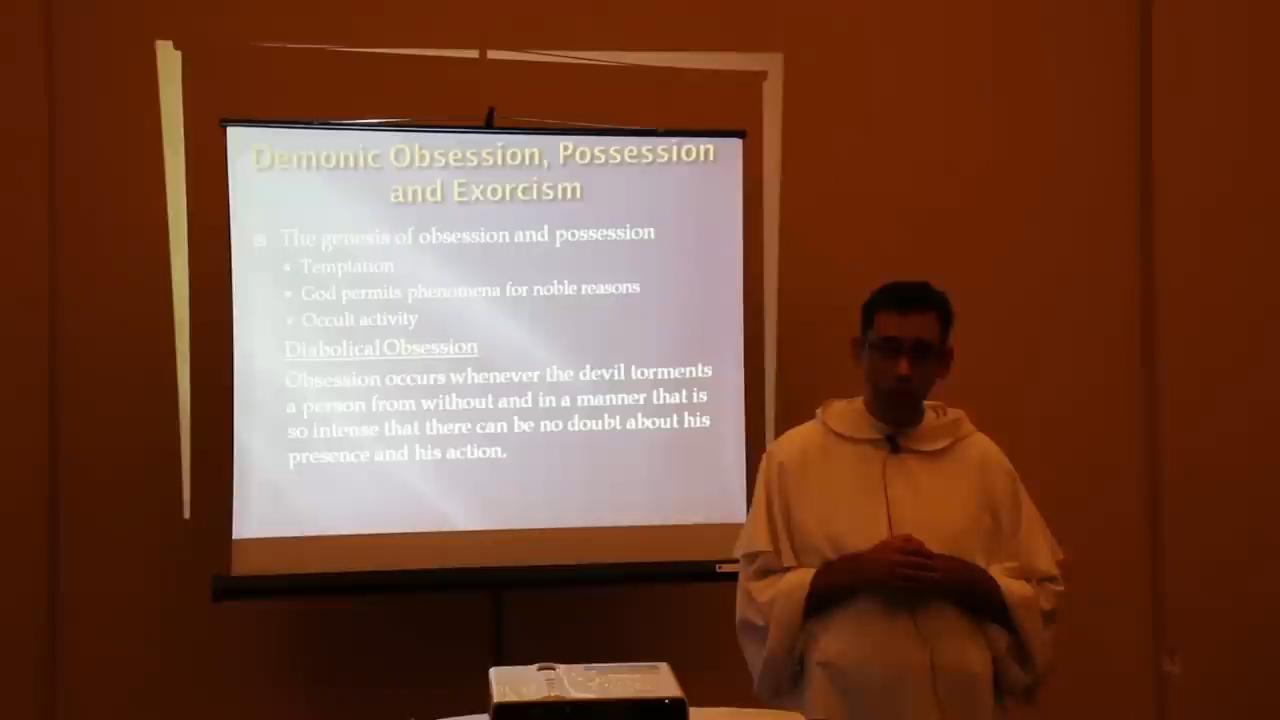 Demonic Obsession, Possession
and Exorcism
The genesis of obsession and possession
Temptation
God permits phenomena for noble reasons
Occult activity
Diabolical Obsession
Obsession occurs whenever the devil torments
a person from without and in a manner that is
so intense that there can be no doubt about his
presence and his action.